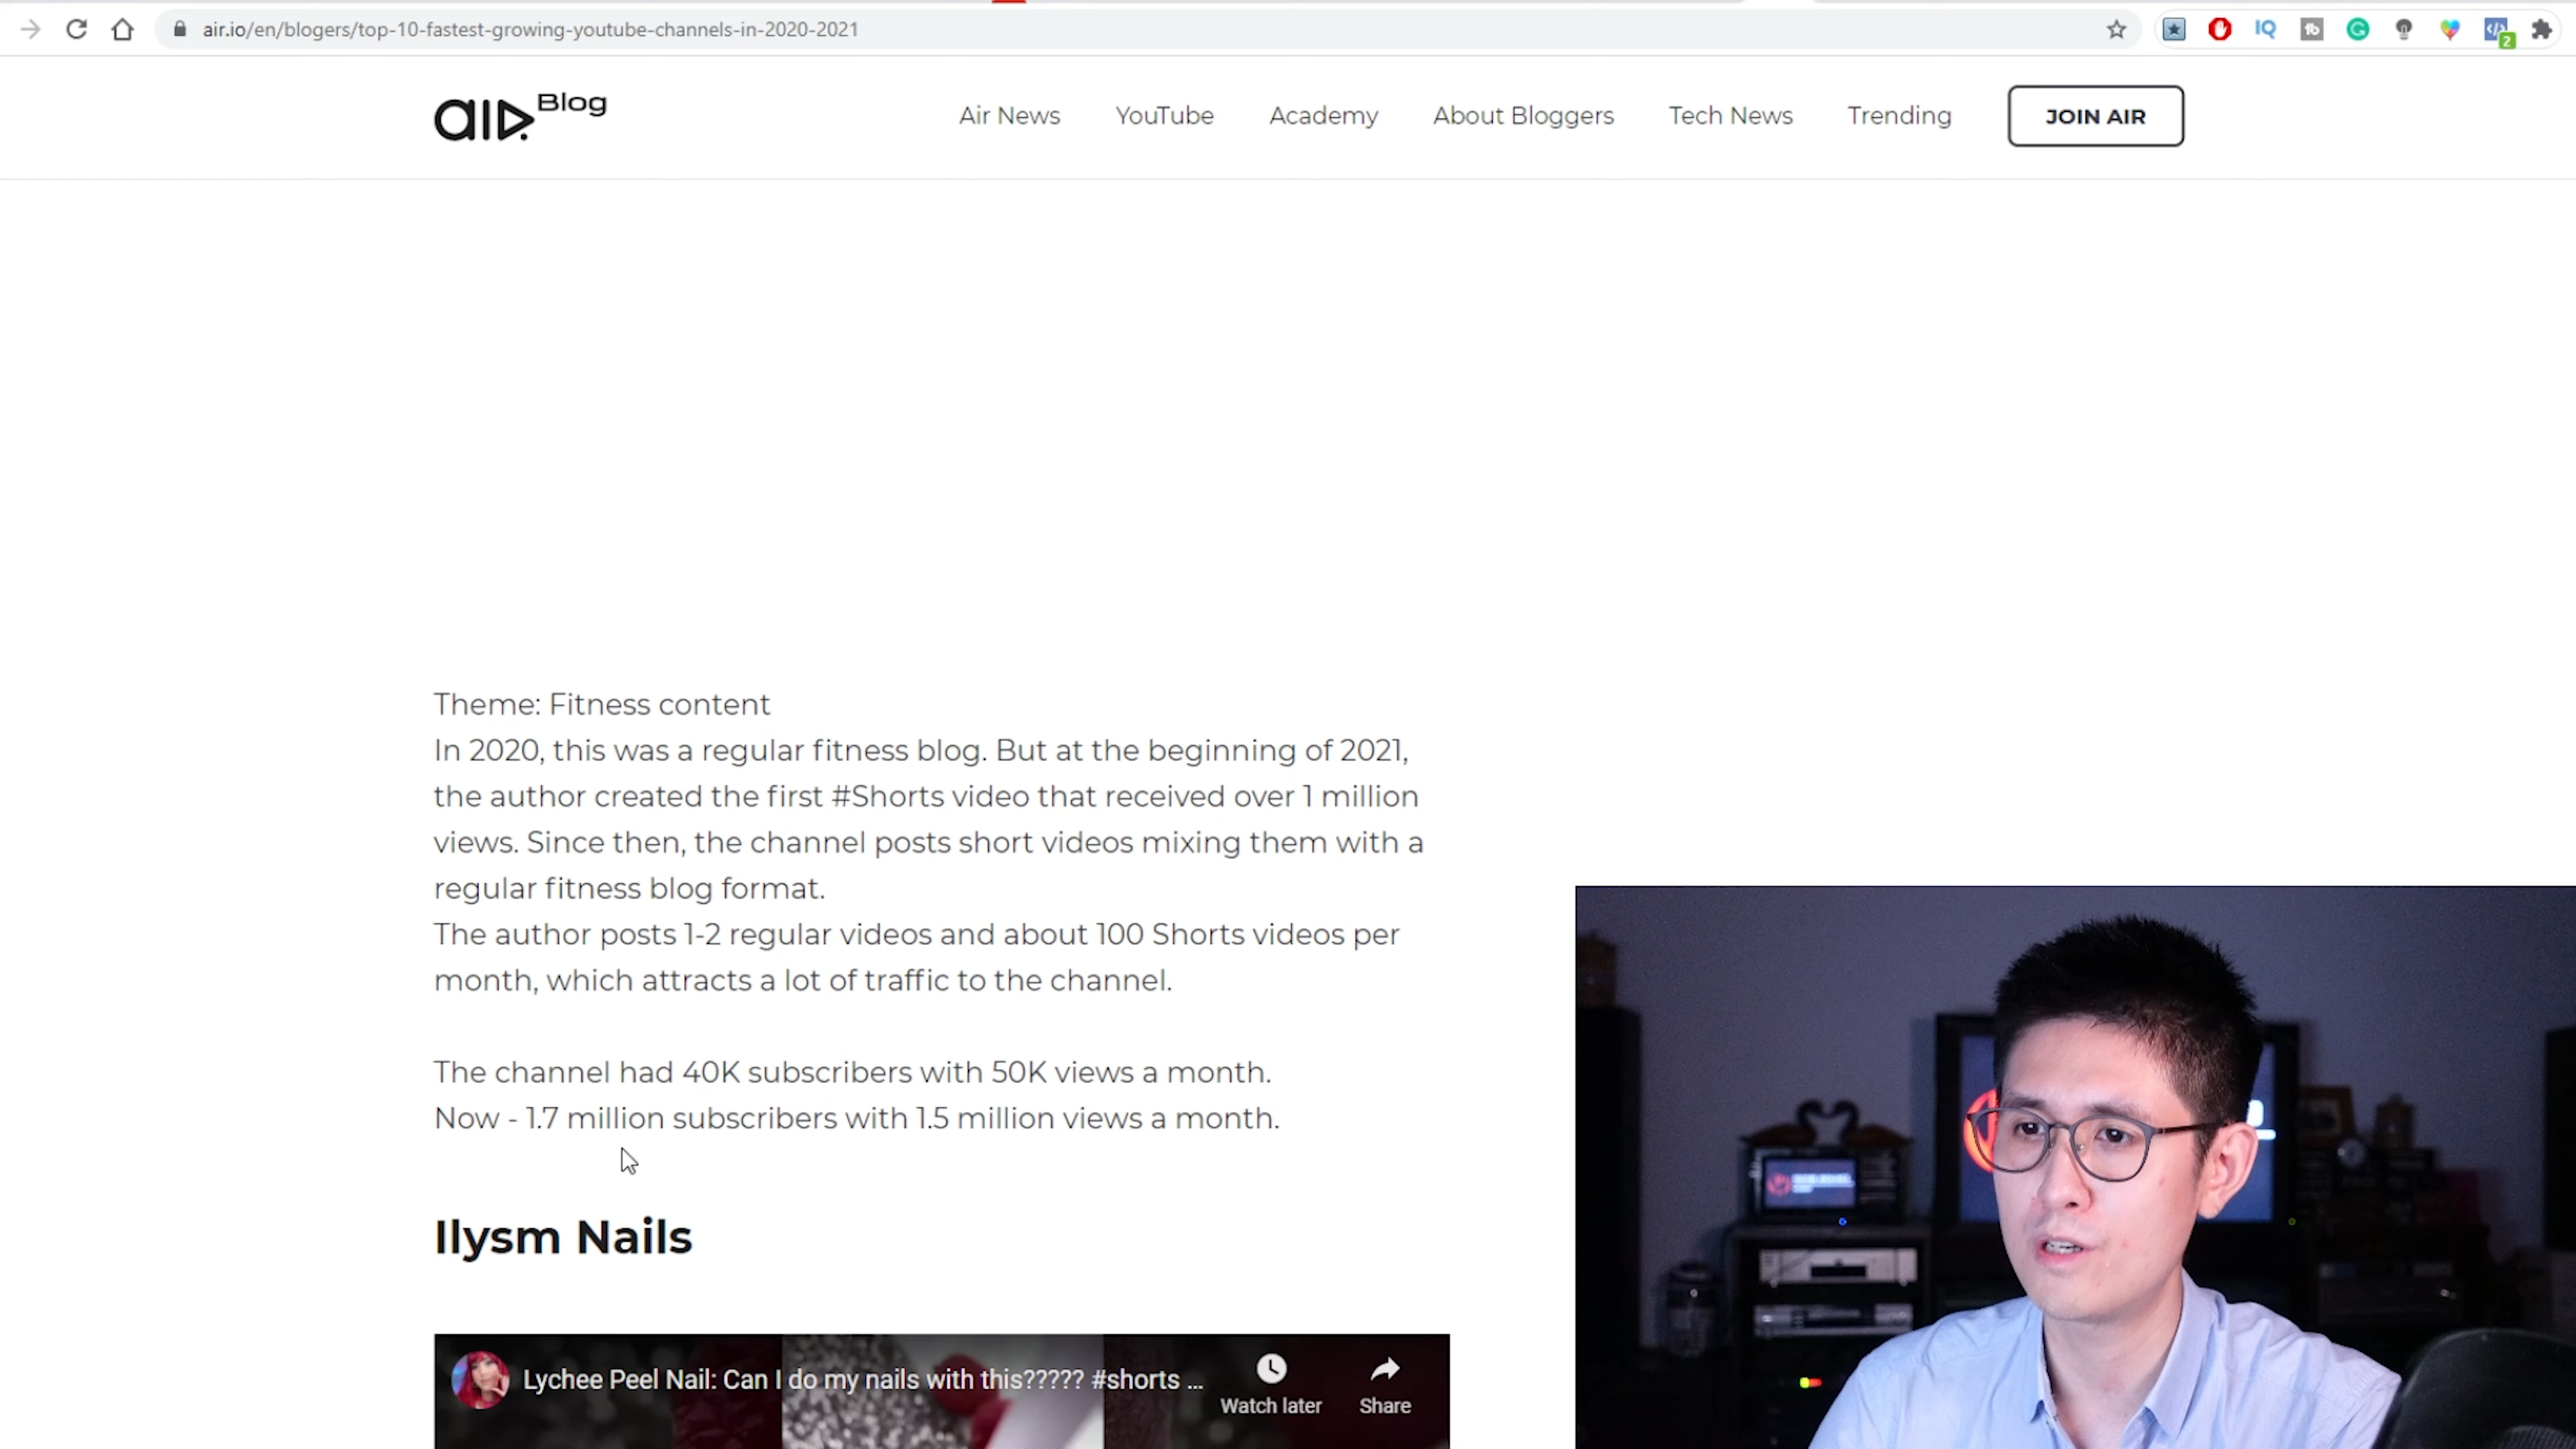 air.io/en/blogers/top-10-fastest-growing-youtube-channels-in-2020-2021
IQ
tb
2
aır Blog
Air News
YouTube
Academy
About Bloggers
Tech News
Trending
JOIN AIR
Theme: Fitness content
In 2020, this was a regular fitness blog. But at the beginning of 2021,
the author created the first #Shorts video that received over 1 million
views. Since then, the channel posts short videos mixing them with a
regular fitness blog format.
The author posts 1-2 regular videos and about 100 Shorts videos per
month, which attracts a lot of traffic to the channel.
The channel had 40K subscribers with 50K views a month.
Now - 1.7 million subscribers with 1.5 million views a month.
Ilysm Nails
Lychee Peel Nail: Can I do my nails with this????? #shorts ...
Watch later
Share